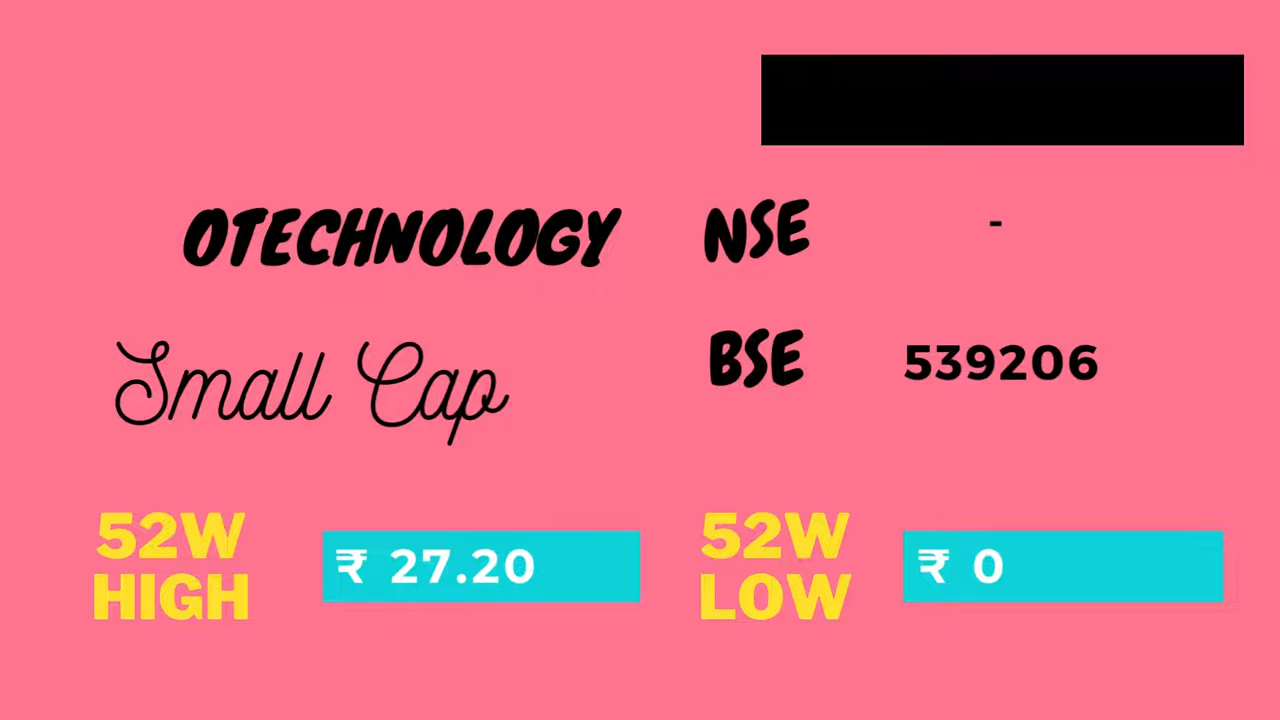 OTECHNOLOGY
NSE -
Small Cap
BSE 539206
52W HIGH ₹ 27.20
52W LOW ₹ 0